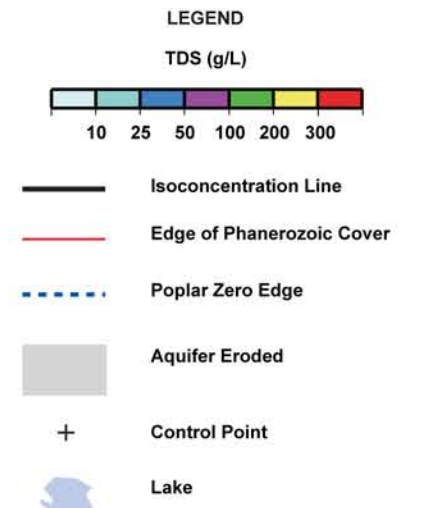 LEGEND
TDS (g/L)
10 25 50 100 200 300
Isoconcentration Line
Edge of Phanerozoic Cover
Poplar Zero Edge
Aquifer Eroded
Control Point
Lake